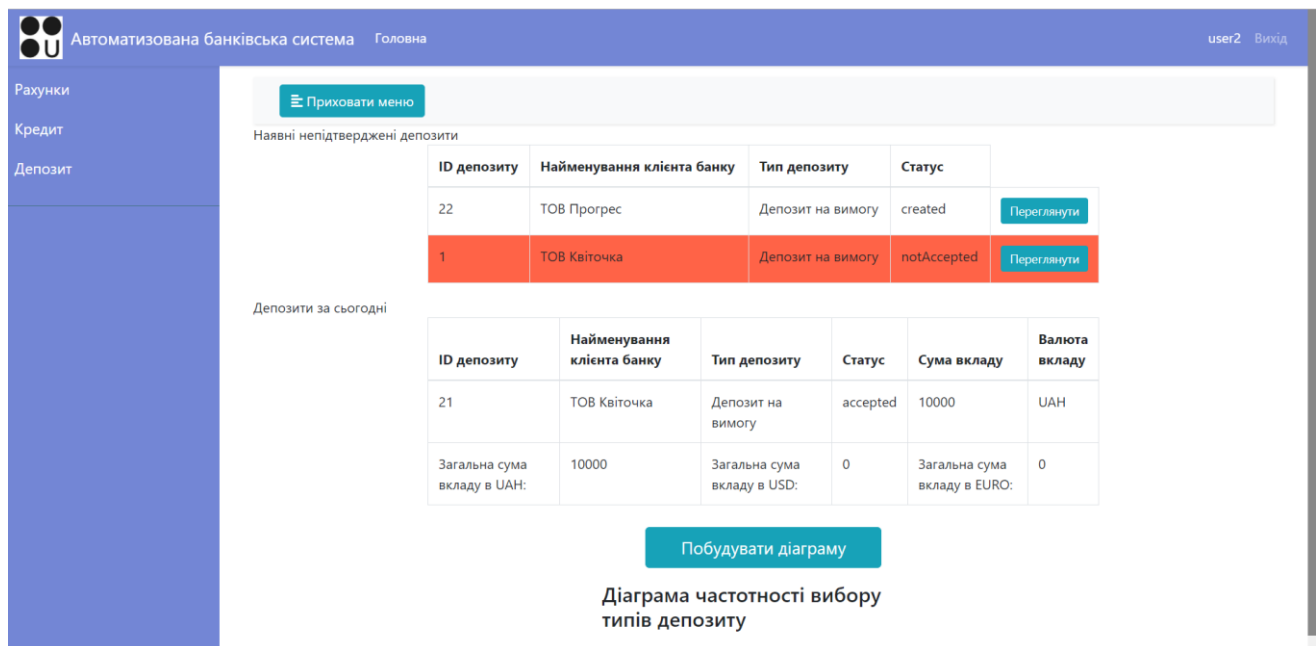 U Автоматизована банківська система Головна user2 Вихід
Рахунки
Кредит
Депозит
Приховати меню
Наявні непідтверджені депозити
ID депозиту Найменування клієнта банку Тип депозиту Статус
22 ТОВ Прогрес Депозит на вимогу created Переглянути
1 ТОВ Квіточка Депозит на вимогу notAccepted Переглянути
Депозити за сьогодні
ID депозиту Найменування клієнта банку Тип депозиту Статус Сума вкладу Валюта вкладу
21 ТОВ Квіточка Депозит на вимогу accepted 10000 UAH
Загальна сума вкладу в UAH: 10000 Загальна сума вкладу в USD: 0 Загальна сума вкладу в EURO: 0
Побудувати діаграму
Діаграма частотності вибору
типів депозиту